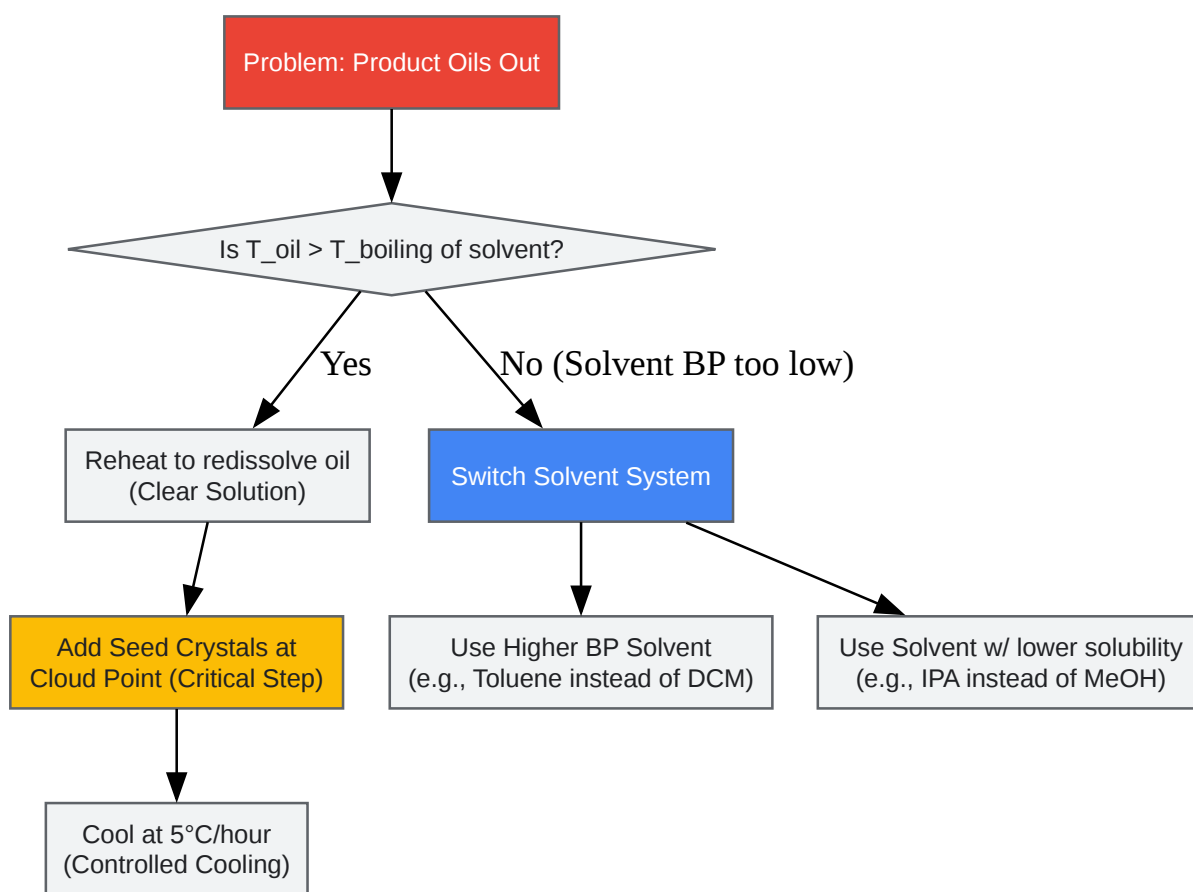 Problem: Product Oils Out
Is T_oil > T_boiling of solvent?
Yes
No (Solvent BP too low)
Reheat to redissolve oil
(Clear Solution)
Switch Solvent System
Add Seed Crystals at
Cloud Point (Critical Step)
Use Higher BP Solvent
(e.g., Toluene instead of DCM)
Use Solvent w/ lower solubility
(e.g., IPA instead of MeOH)
Cool at 5°C/hour
(Controlled Cooling)